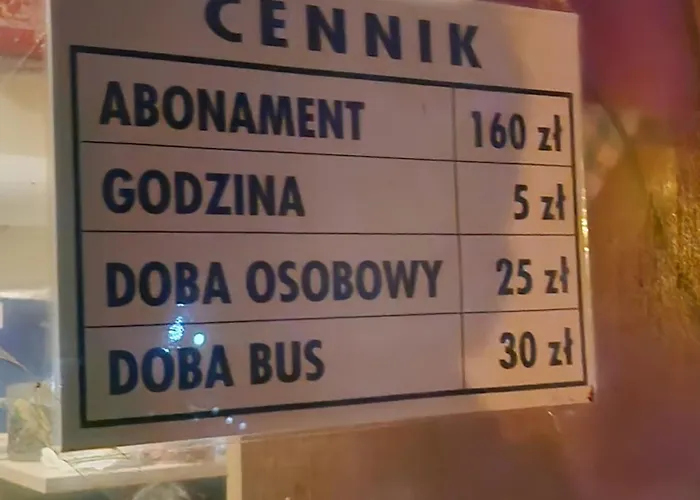 CENNIK
ABONAMENT 160 zł
GODZINA 5 zł
DOBA OSOBOWY 25 zł
DOBA BUS 30 zł